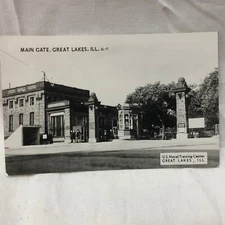 MAIN GATE, GREAT LAKES, ILL.
U.S. Naval Training Center
GREAT LAKES, ILL.